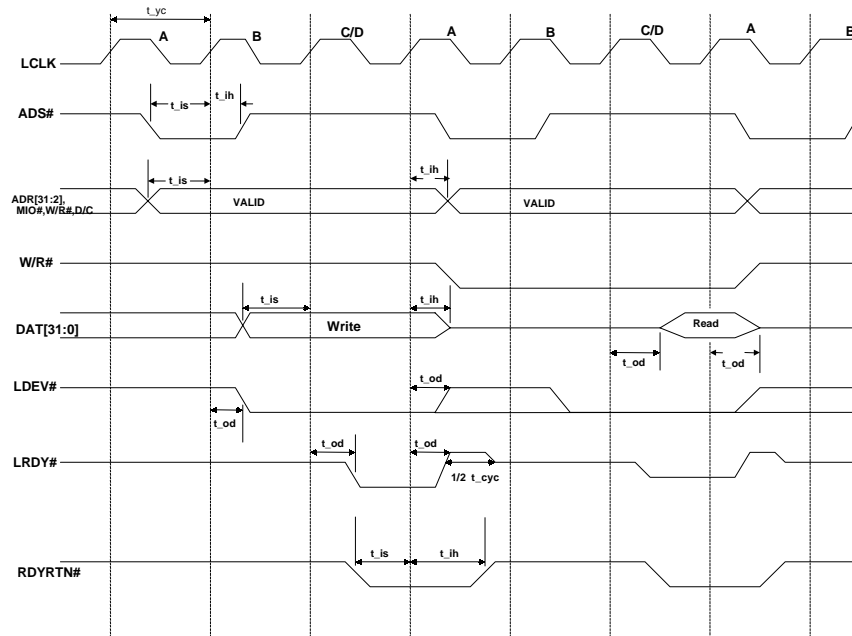 t_yc
A B C/D A B C/D A B
LCLK
t_is t_ih
ADS#
t_is t_ih
ADR[31:2],
MIO#,W/R#,D/C
VALID VALID
W/R#
t_is t_ih
DAT[31:0]
Write Read
t_od t_od
LDEV#
t_od
t_od
t_od t_od
LRDY#
1/2 t_cyc
t_is t_ih
RDYRTN#